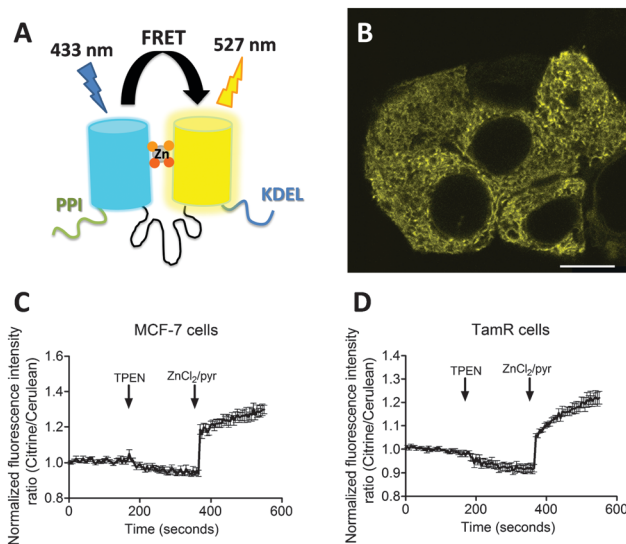 A
433 nm
FRET
527 nm
Zn
PPI
KDEL
B
C
MCF-7 cells
Normalized fluorescence intensity
ratio (Citrine/Cerulean)
1.6
1.4
1.2
1.0
0.8
TPEN
ZnCl₂/pyr
0
200
400
600
Time (seconds)
D
TamR cells
Normalized fluorescence intensity
ratio (Citrine/Cerulean)
1.4
1.3
1.2
1.1
1.0
0.9
0.8
TPEN
ZnCl₂/pyr
0
200
400
600
Time (seconds)